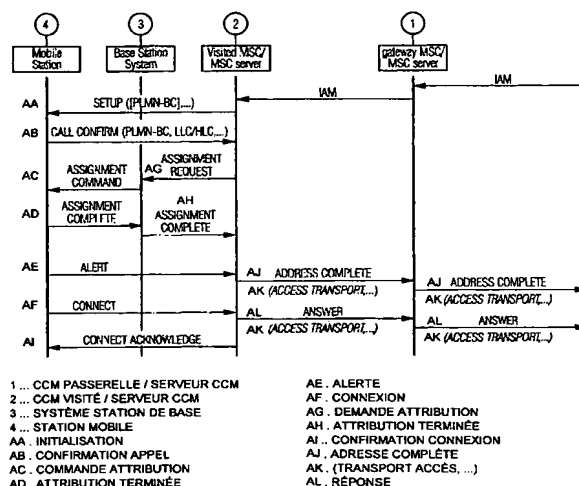 4 3 2 1
Mobile Station
Base Station System
Visited MSC/ MSC server
gateway MSC/ MSC server
IAM
IAM
AA SETUP ([PLMN-BC],...)
AB CALL CONFIRM (PLMN-BC, LLC/HLC,...)
AG ASSIGNMENT REQUEST
AC ASSIGNMENT COMMAND
AH
AD ASSIGNMENT COMPLETE
ASSIGNMENT COMPLETE
AE ALERT
AJ ADDRESS COMPLETE
AK (ACCESS TRANSPORT,...)
AJ ADDRESS COMPLETE
AK (ACCESS TRANSPORT,...)
AF CONNECT
AL ANSWER
AK (ACCESS TRANSPORT,...)
AL ANSWER
AK (ACCESS TRANSPORT,...)
AI CONNECT ACKNOWLEDGE
1 ... CCM PASSERELLE / SERVEUR CCM
2 ... CCM VISITÉ / SERVEUR CCM
3 ... SYSTÈME STATION DE BASE
4 ... STATION MOBILE
AA . INITIALISATION
AB . CONFIRMATION APPEL
AC . COMMANDE ATTRIBUTION
AD . ATTRIBUTION TERMINÉE
AE . ALERTE
AF . CONNEXION
AG . DEMANDE ATTRIBUTION
AH . ATTRIBUTION TERMINÉE
AI . . CONFIRMATION CONNEXION
AJ . ADRESSE COMPLÈTE
AK . (TRANSPORT ACCÈS, ...)
AL . RÉPONSE